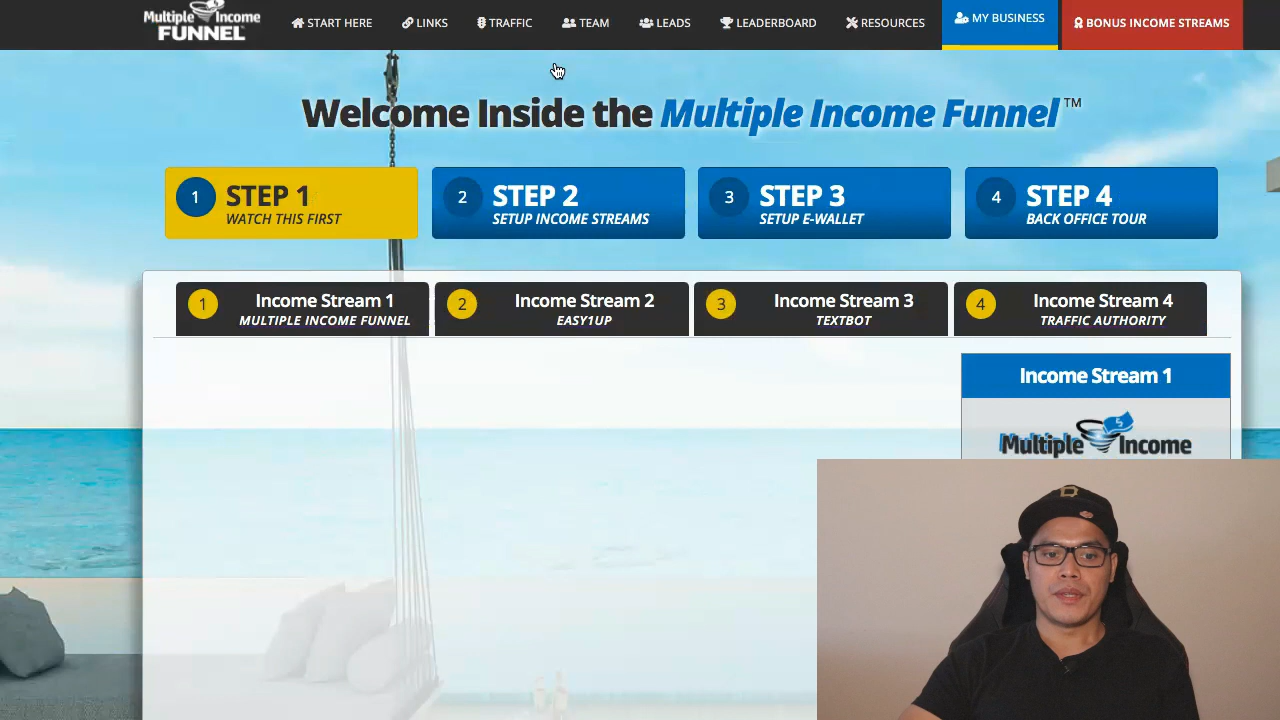 Multiple Income
FUNNEL
START HERE
LINKS
TRAFFIC
TEAM
LEADS
LEADERBOARD
RESOURCES
MY BUSINESS
BONUS INCOME STREAMS
Welcome Inside the Multiple Income Funnel™
1
STEP 1
WATCH THIS FIRST
2
STEP 2
SETUP INCOME STREAMS
3
STEP 3
SETUP E-WALLET
4
STEP 4
BACK OFFICE TOUR
1
Income Stream 1
MULTIPLE INCOME FUNNEL
2
Income Stream 2
EASY1UP
3
Income Stream 3
TEXTBOT
4
Income Stream 4
TRAFFIC AUTHORITY
Income Stream 1
Multiple Income